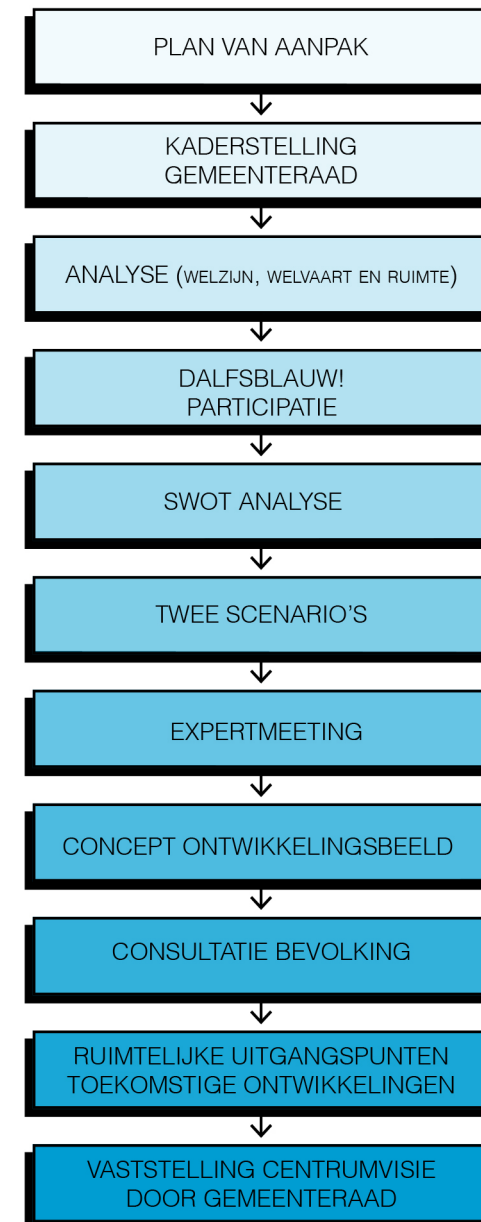 PLAN VAN AANPAK
KADERSTELLING
GEMEENTERAAD
ANALYSE (WELZIJN, WELVAART EN RUIMTE)
DALFSBLAUW!
PARTICIPATIE
SWOT ANALYSE
TWEE SCENARIO'S
EXPERTMEETING
CONCEPT ONTWIKKELINGSBEELD
CONSULTATIE BEVOLKING
RUIMTELIJKE UITGANGSPUNTEN
TOEKOMSTIGE ONTWIKKELINGEN
VASTSTELLING CENTRUMVISIE
DOOR GEMEENTERAAD